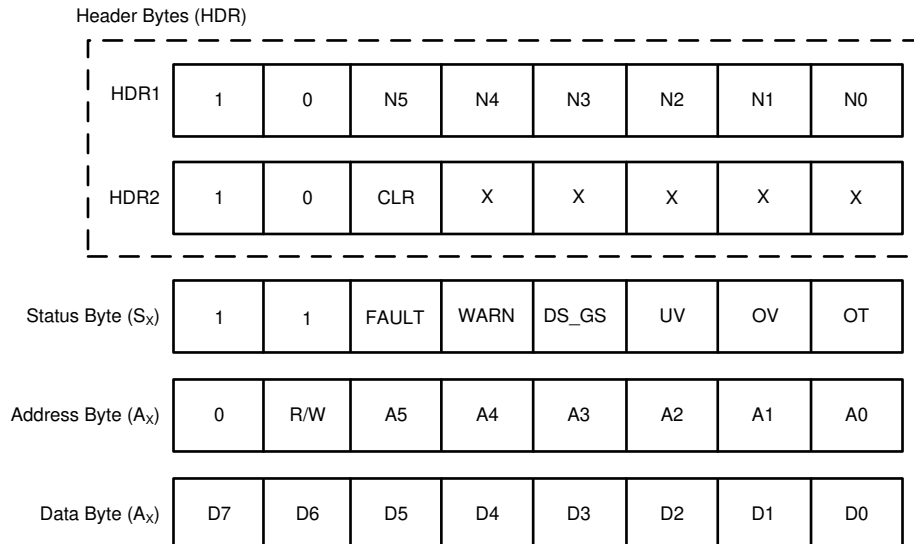 Header Bytes (HDR)
HDR1 1 0 N5 N4 N3 N2 N1 N0
HDR2 1 0 CLR X X X X X
Status Byte (SX) 1 1 FAULT WARN DS_GS UV OV OT
Address Byte (AX) 0 R/W A5 A4 A3 A2 A1 A0
Data Byte (AX) D7 D6 D5 D4 D3 D2 D1 D0